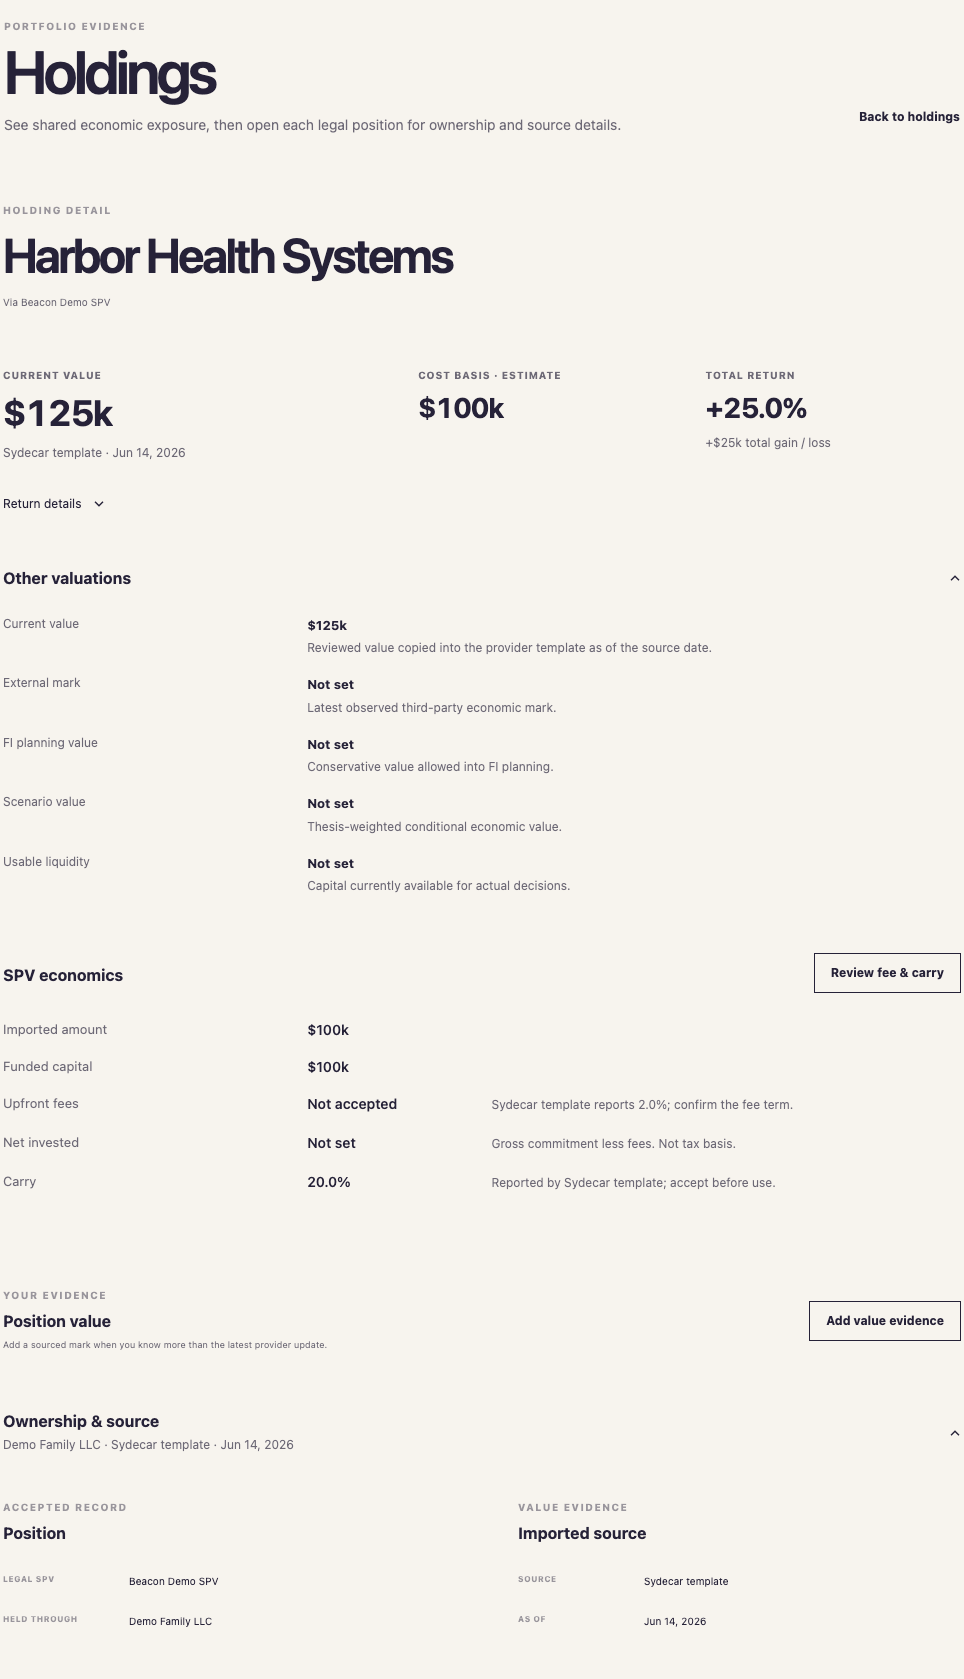 PORTFOLIO EVIDENCE
Holdings
See shared economic exposure, then open each legal position for ownership and source details.
Back to holdings
HOLDING DETAIL
Harbor Health Systems
Via Beacon Demo SPV
CURRENT VALUE
$125k
Sydecar template · Jun 14, 2026
COST BASIS · ESTIMATE
$100k
TOTAL RETURN
+25.0%
+$25k total gain / loss
Return details
Other valuations
Current value
$125k
Reviewed value copied into the provider template as of the source date.
External mark
Not set
Latest observed third-party economic mark.
FI planning value
Not set
Conservative value allowed into FI planning.
Scenario value
Not set
Thesis-weighted conditional economic value.
Usable liquidity
Not set
Capital currently available for actual decisions.
SPV economics
Review fee & carry
Imported amount
$100k
Funded capital
$100k
Upfront fees
Not accepted
Sydecar template reports 2.0%; confirm the fee term.
Net invested
Not set
Gross commitment less fees. Not tax basis.
Carry
20.0%
Reported by Sydecar template; accept before use.
YOUR EVIDENCE
Position value
Add a sourced mark when you know more than the latest provider update.
Add value evidence
Ownership & source
Demo Family LLC · Sydecar template · Jun 14, 2026
ACCEPTED RECORD
Position
LEGAL SPV
Beacon Demo SPV
HELD THROUGH
Demo Family LLC
VALUE EVIDENCE
Imported source
SOURCE
Sydecar template
AS OF
Jun 14, 2026